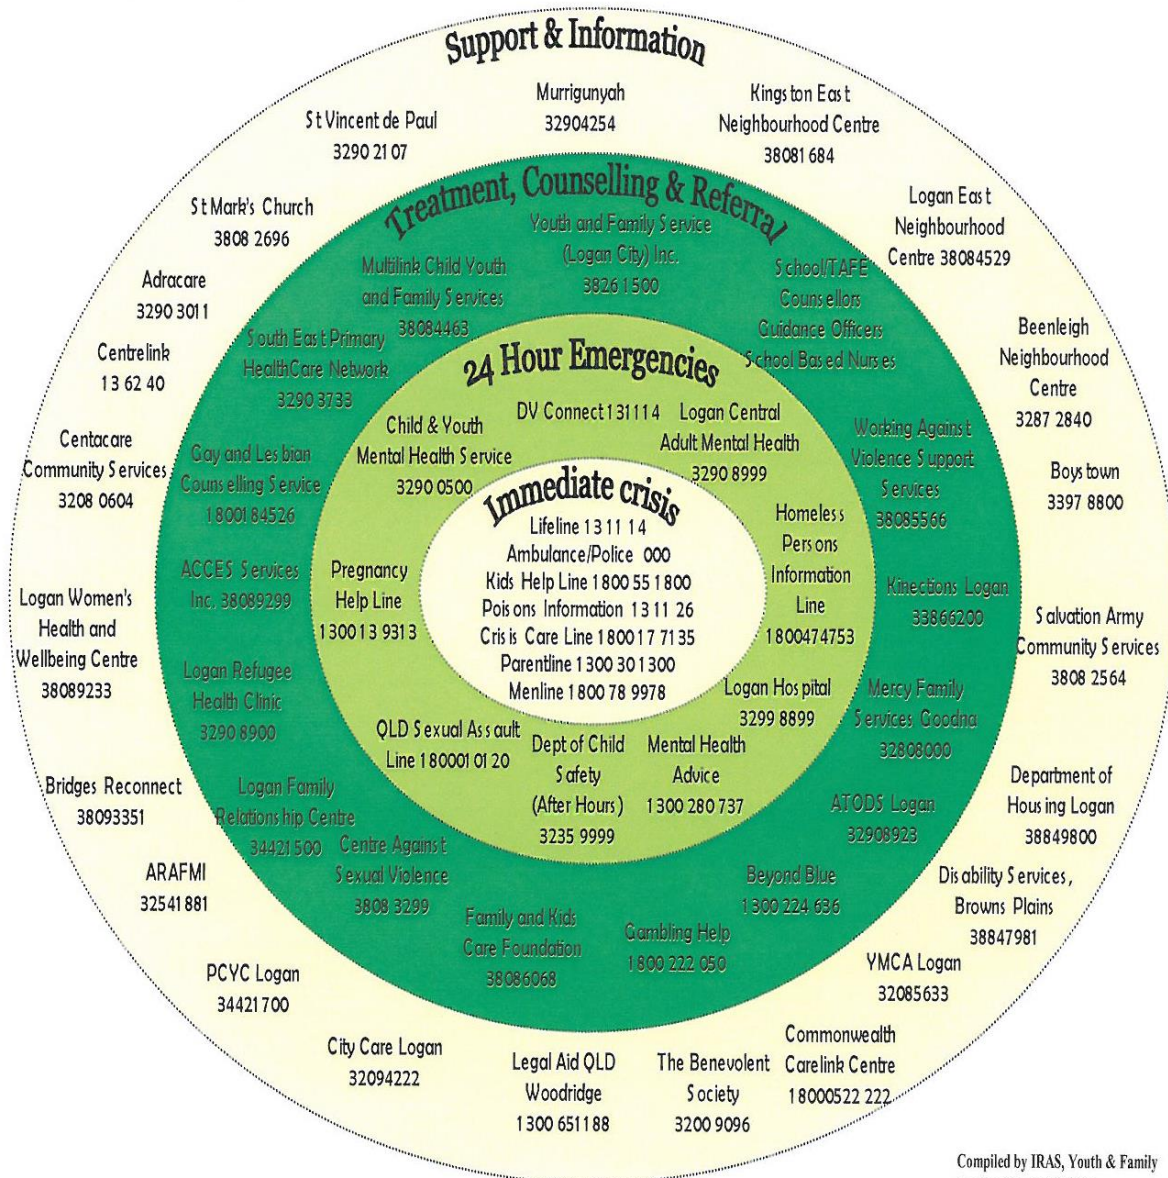 Support & Information
Murrigunyah
32904254
Kingston East
Neighbourhood Centre
38081684
St Vincent de Paul
3290 2107
Logan East
Neighbourhood
Centre 38084529
St Mark's Church
3808 2696
Adracare
3290 3011
Beenleigh
Neighbourhood
Centre
3287 2840
Centrelink
13 62 40
Centacare
Community Services
3208 0604
Boystown
3397 8800
Logan Women's
Health and
Wellbeing Centre
38089233
Salvation Army
Community Services
3808 2564
Bridges Reconnect
38093351
Department of
Housing Logan
38849800
ARAFMI
32541881
Disability Services,
Browns Plains
38847981
PCYC Logan
34421700
YMCA Logan
32085633
City Care Logan
32094222
Legal Aid QLD
Woodridge
1300 651188
The Benevolent
Society
3200 9096
Commonwealth
Carelink Centre
18000522 222
Treatment, Counselling & Referral
Youth and Family Service
(Logan City) Inc.
38261500
Multilink Child Youth
and Family Services
38084463
School/TAFE
Counsellors
Guidance Officers
School Based Nurses
South East Primary
HealthCare Network
3290 3733
Working Against
Violence Support
Services
38085566
Gay and Lesbian
Counselling Service
1800184526
ACCES Services
Inc. 38089299
Kinections Logan
33866200
Logan Refugee
Health Clinic
3290 8900
Mercy Family
Services Goodna
32808000
Logan Family
Relationship Centre
34421500
ATODS Logan
32908923
Centre Against
Sexual Violence
3808 3299
Beyond Blue
1300 224 636
Family and Kids
Care Foundation
38086068
Gambling Help
1800 222 050
24 Hour Emergencies
DV Connect 131114
Child & Youth
Mental Health Service
3290 0500
Logan Central
Adult Mental Health
3290 8999
Homeless
Persons
Information
Line
1800474753
Pregnancy
Help Line
1300 13 9313
Logan Hospital
3299 8899
QLD Sexual Assault
Line 1800010120
Dept of Child
Safety
(After Hours)
3235 9999
Mental Health
Advice
1300 280 737
Immediate crisis
Lifeline 13 11 14
Ambulance/Police 000
Kids Help Line 1800 55 1800
Poisons Information 13 11 26
Crisis Care Line 1800 17 7135
Parentline 1300 301300
Menline 1800 78 9978
Compiled by IRAS, Youth & Family